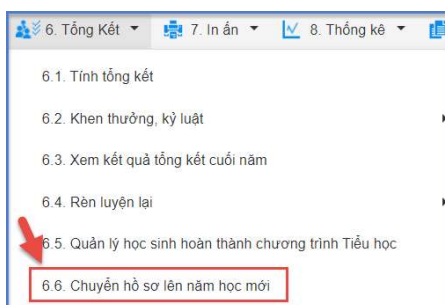 6. Tổng Kết 7. In ấn 8. Thống kê
6.1. Tính tổng kết
6.2. Khen thưởng, kỷ luật
6.3. Xem kết quả tổng kết cuối năm
6.4. Rèn luyện lại
6.5. Quản lý học sinh hoàn thành chương trình Tiểu học
6.6. Chuyển hồ sơ lên năm học mới